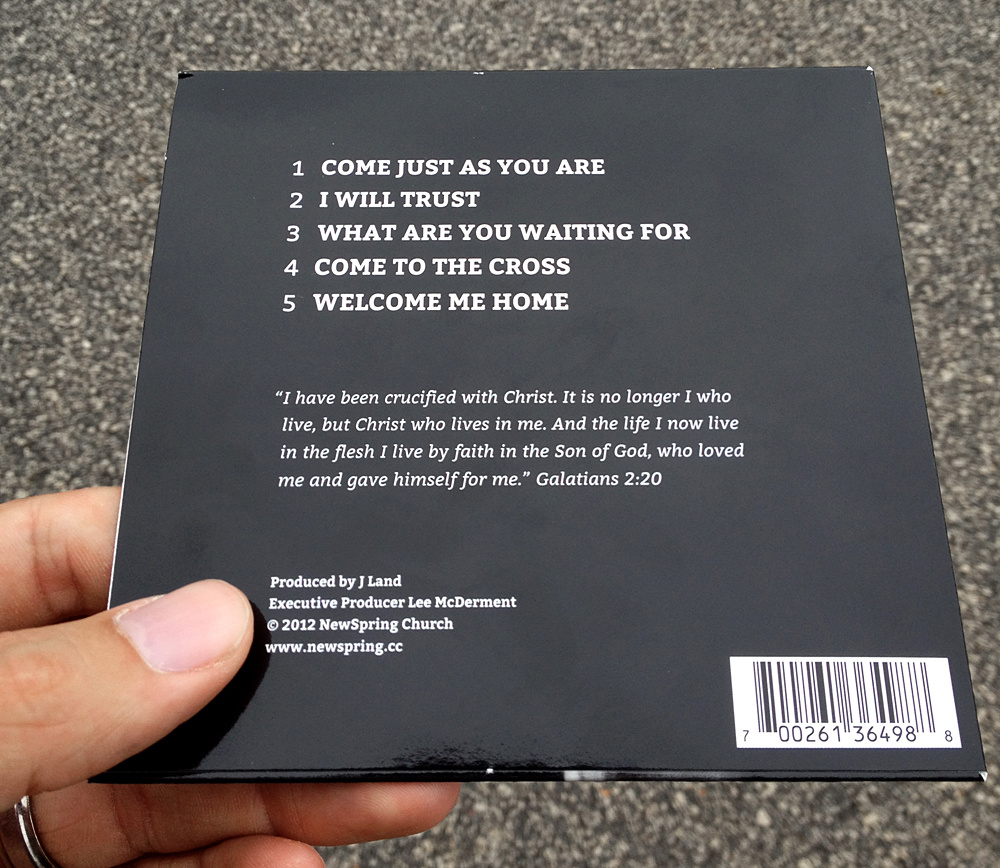 1 COME JUST AS YOU ARE
2 I WILL TRUST
3 WHAT ARE YOU WAITING FOR
4 COME TO THE CROSS
5 WELCOME ME HOME
“I have been crucified with Christ. It is no longer I who
live, but Christ who lives in me. And the life I now live
in the flesh I live by faith in the Son of God, who loved
me and gave himself for me.” Galatians 2:20
Produced by J Land
Executive Producer Lee McDerment
© 2012 NewSpring Church
www.newspring.cc
7 00261 36498 8